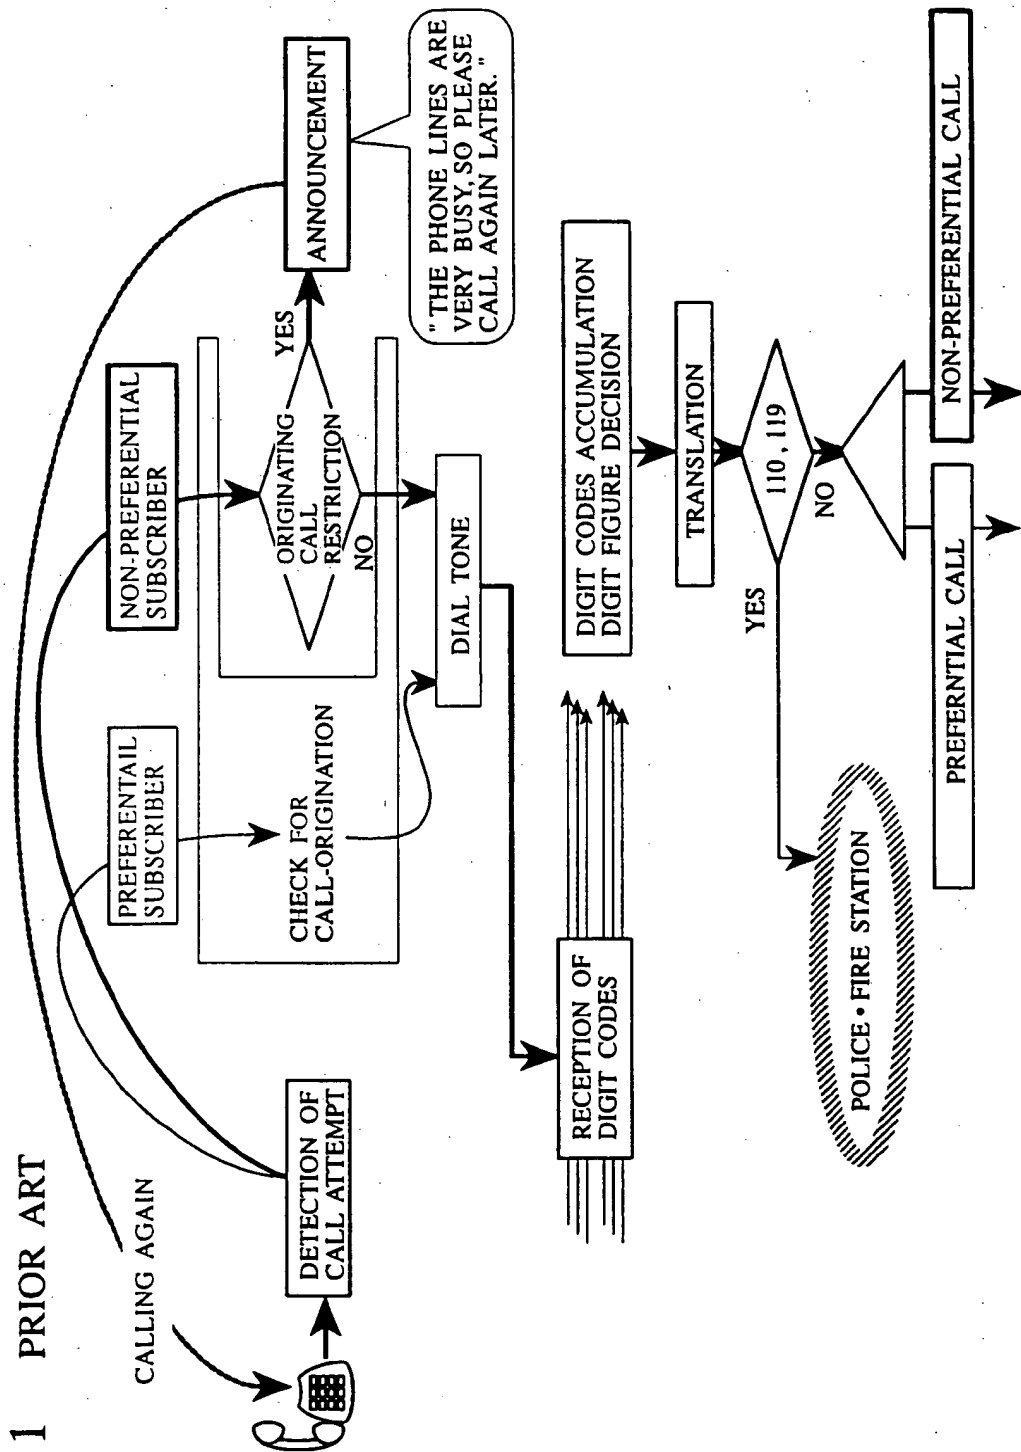 1 PRIOR ART
CALLING AGAIN
DETECTION OF
CALL ATTEMPT
PREFERENTAIL
SUBSCRIBER
NON-PREFERENTIAL
SUBSCRIBER
CHECK FOR
CALL-ORIGINATION
ORIGINATING
CALL
RESTRICTION
YES
NO
ANNOUNCEMENT
" THE PHONE LINES ARE
VERY BUSY, SO PLEASE
CALL AGAIN LATER. "
DIAL TONE
RECEPTION OF
DIGIT CODES
DIGIT CODES ACCUMULATION
DIGIT FIGURE DECISION
TRANSLATION
110 , 119
YES
NO
POLICE • FIRE STATION
PREFERNTIAL CALL
NON-PREFERENTIAL CALL